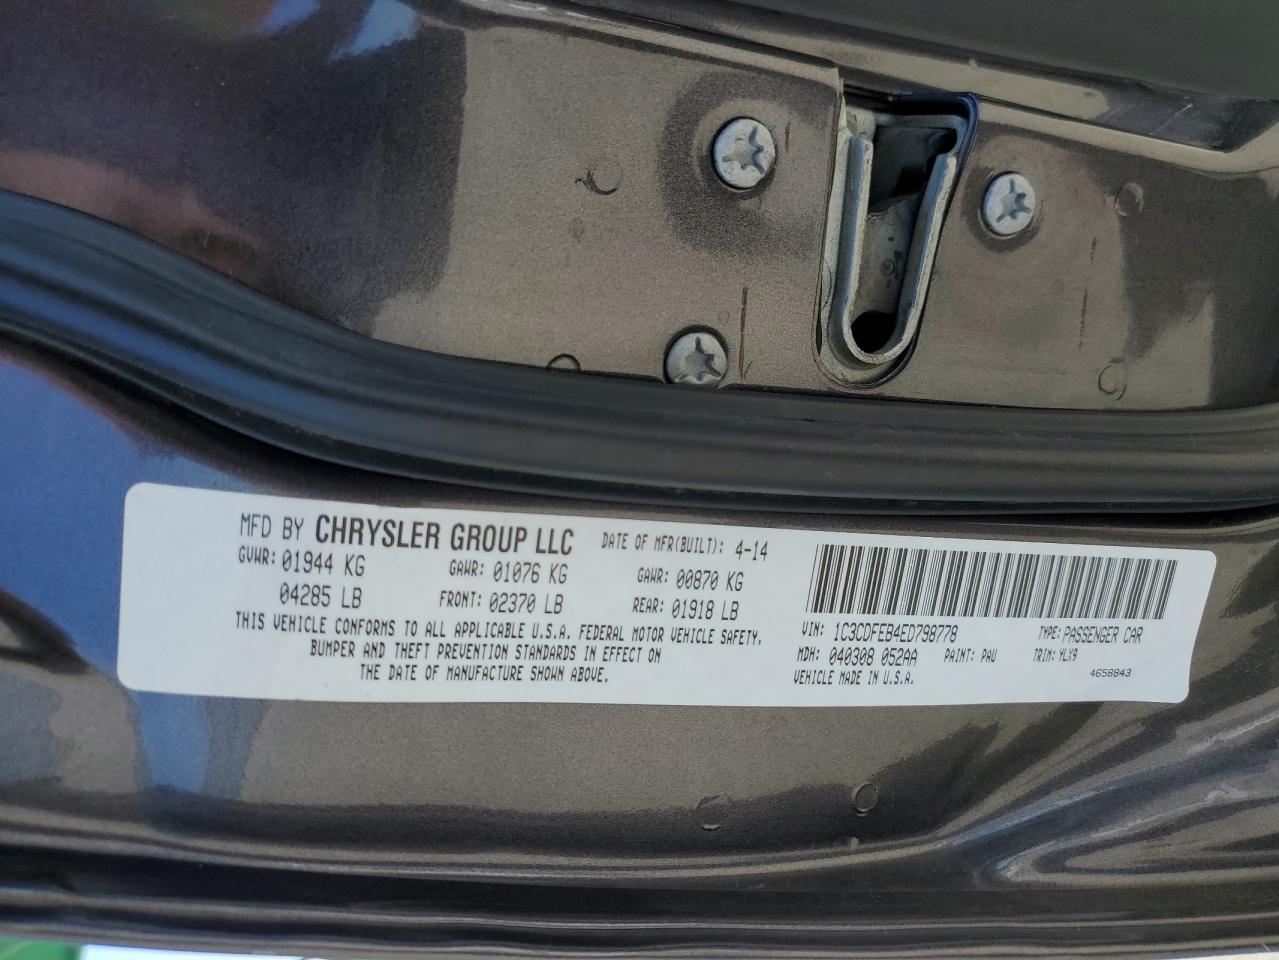 MFD BY CHRYSLER GROUP LLC DATE OF MFR(BUILT): 4-14
GVWR: 01944 KG GAWR: 01076 KG GAWR: 00870 KG
04285 LB FRONT: 02370 LB REAR: 01918 LB
THIS VEHICLE CONFORMS TO ALL APPLICABLE U.S.A. FEDERAL MOTOR VEHICLE SAFETY,
BUMPER AND THEFT PREVENTION STANDARDS IN EFFECT ON
THE DATE OF MANUFACTURE SHOWN ABOVE.
VIN: 1C3CDFEB4ED798778 TYPE: PASSENGER CAR
MDH: 040308 052AA PAINT: PAU TRIM: YLX9
VEHICLE MADE IN U.S.A. 4658843